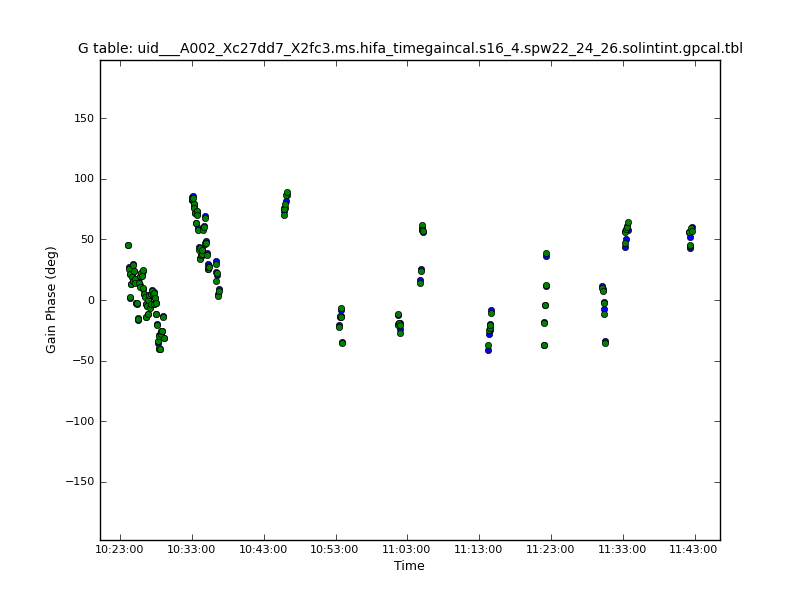 G table: uid___A002_Xc27dd7_X2fc3.ms.hifa_timegaincal.s16_4.spw22_24_26.solintint.gpcal.tbl
Gain Phase (deg)
150
100
50
0
−50
−100
−150
10:23:00 10:33:00 10:43:00 10:53:00 11:03:00 11:13:00 11:23:00 11:33:00 11:43:00
Time